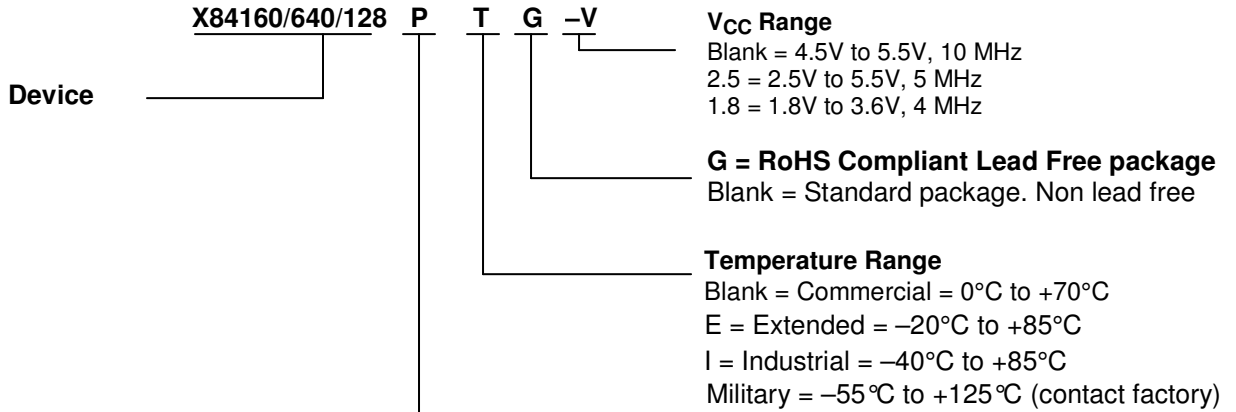 X84160/640/128 P T G –V
Device
VCC Range
Blank = 4.5V to 5.5V, 10 MHz
2.5 = 2.5V to 5.5V, 5 MHz
1.8 = 1.8V to 3.6V, 4 MHz
G = RoHS Compliant Lead Free package
Blank = Standard package. Non lead free
Temperature Range
Blank = Commercial = 0°C to +70°C
E = Extended = –20°C to +85°C
I = Industrial = –40°C to +85°C
Military = –55°C to +125°C (contact factory)